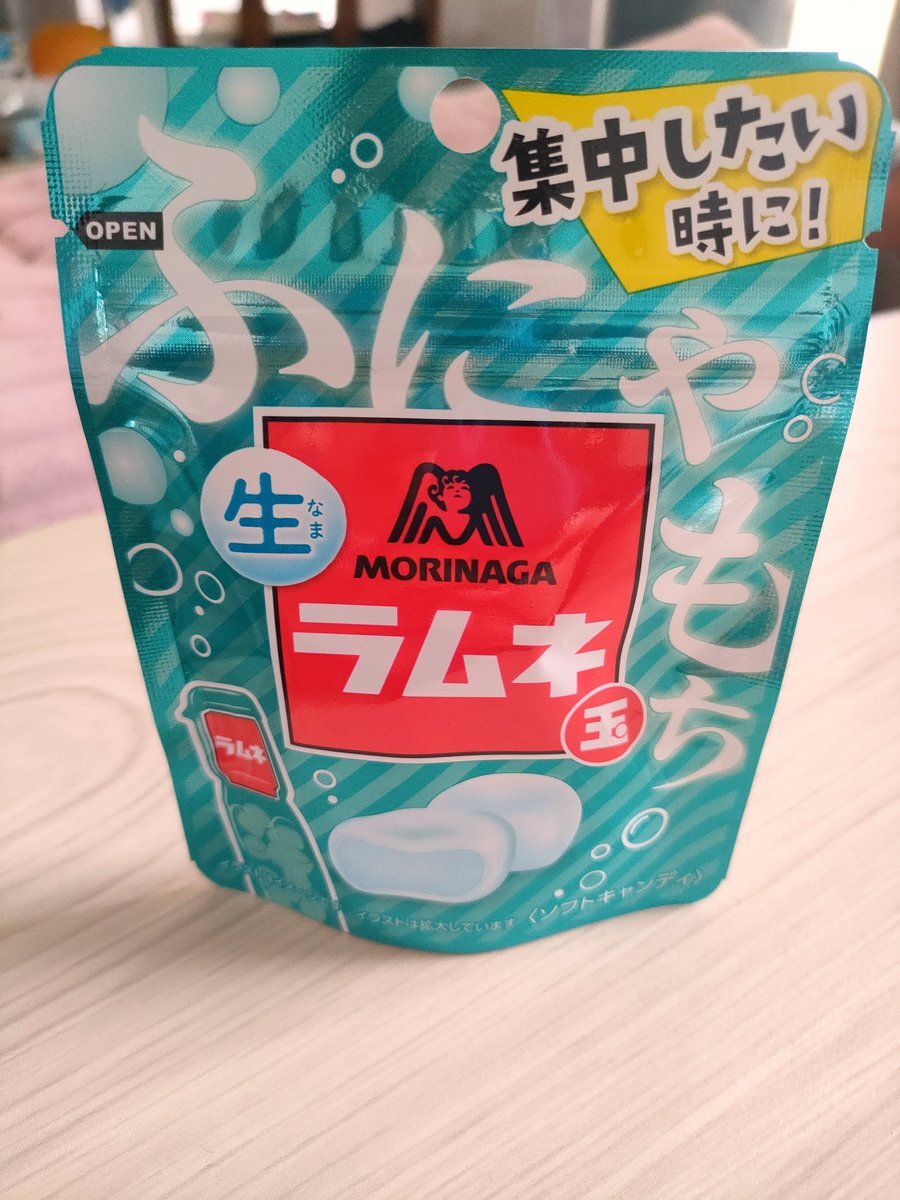 OPEN
集中したい
時に!
ふにゃもち
生
なま
MORINAGA
ラムネ
玉
ラムネ
イラストは拡大しています
〈ソフトキャンディ〉